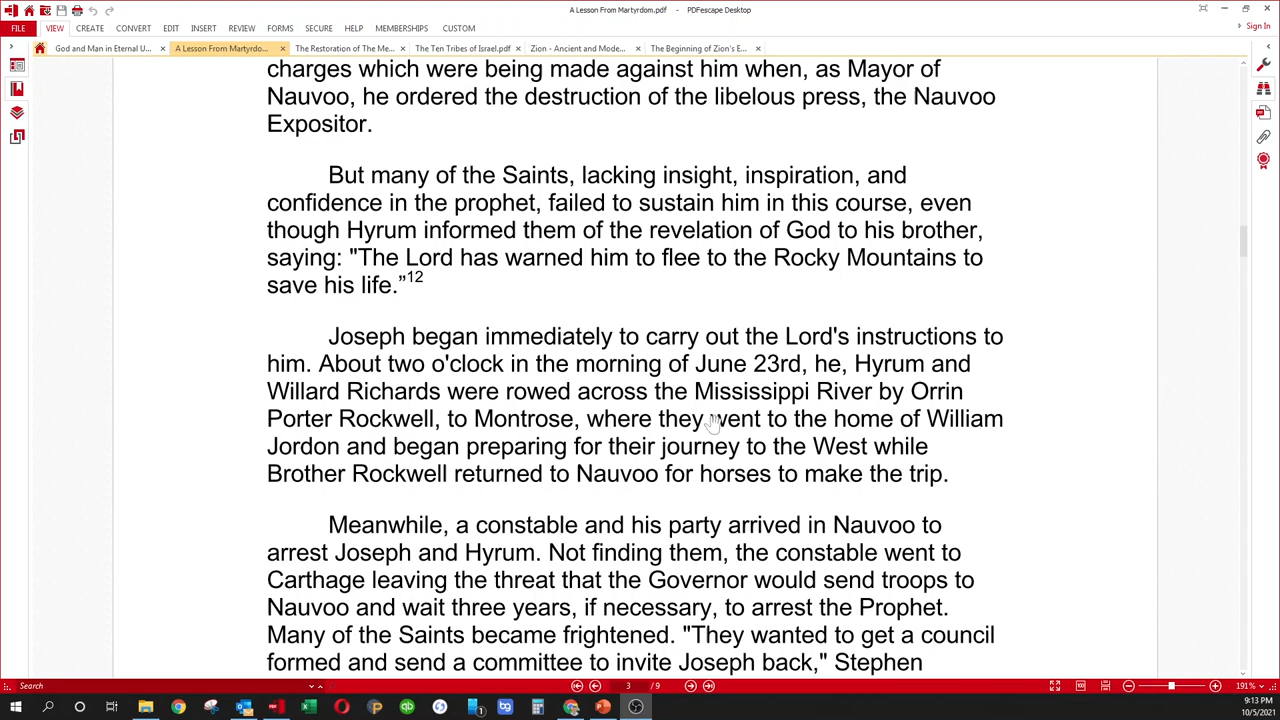 A Lesson From Martyrdom.pdf - PDFescape Desktop
FILE VIEW CREATE CONVERT EDIT INSERT REVIEW FORMS SECURE HELP MEMBERSHIPS CUSTOM
Sign In
God and Man in Eternal U... A Lesson From Martyrdo... The Restoration of The Me... The Ten Tribes of Israel.pdf Zion - Ancient and Mode... The Beginning of Zion's E...
charges which were being made against him when, as Mayor of
Nauvoo, he ordered the destruction of the libelous press, the Nauvoo
Expositor.
But many of the Saints, lacking insight, inspiration, and
confidence in the prophet, failed to sustain him in this course, even
though Hyrum informed them of the revelation of God to his brother,
saying: "The Lord has warned him to flee to the Rocky Mountains to
save his life.”12
Joseph began immediately to carry out the Lord's instructions to
him. About two o'clock in the morning of June 23rd, he, Hyrum and
Willard Richards were rowed across the Mississippi River by Orrin
Porter Rockwell, to Montrose, where they went to the home of William
Jordon and began preparing for their journey to the West while
Brother Rockwell returned to Nauvoo for horses to make the trip.
Meanwhile, a constable and his party arrived in Nauvoo to
arrest Joseph and Hyrum. Not finding them, the constable went to
Carthage leaving the threat that the Governor would send troops to
Nauvoo and wait three years, if necessary, to arrest the Prophet.
Many of the Saints became frightened. "They wanted to get a council
formed and send a committee to invite Joseph back," Stephen
Search 3 / 9 191%
9:13 PM
10/5/2021